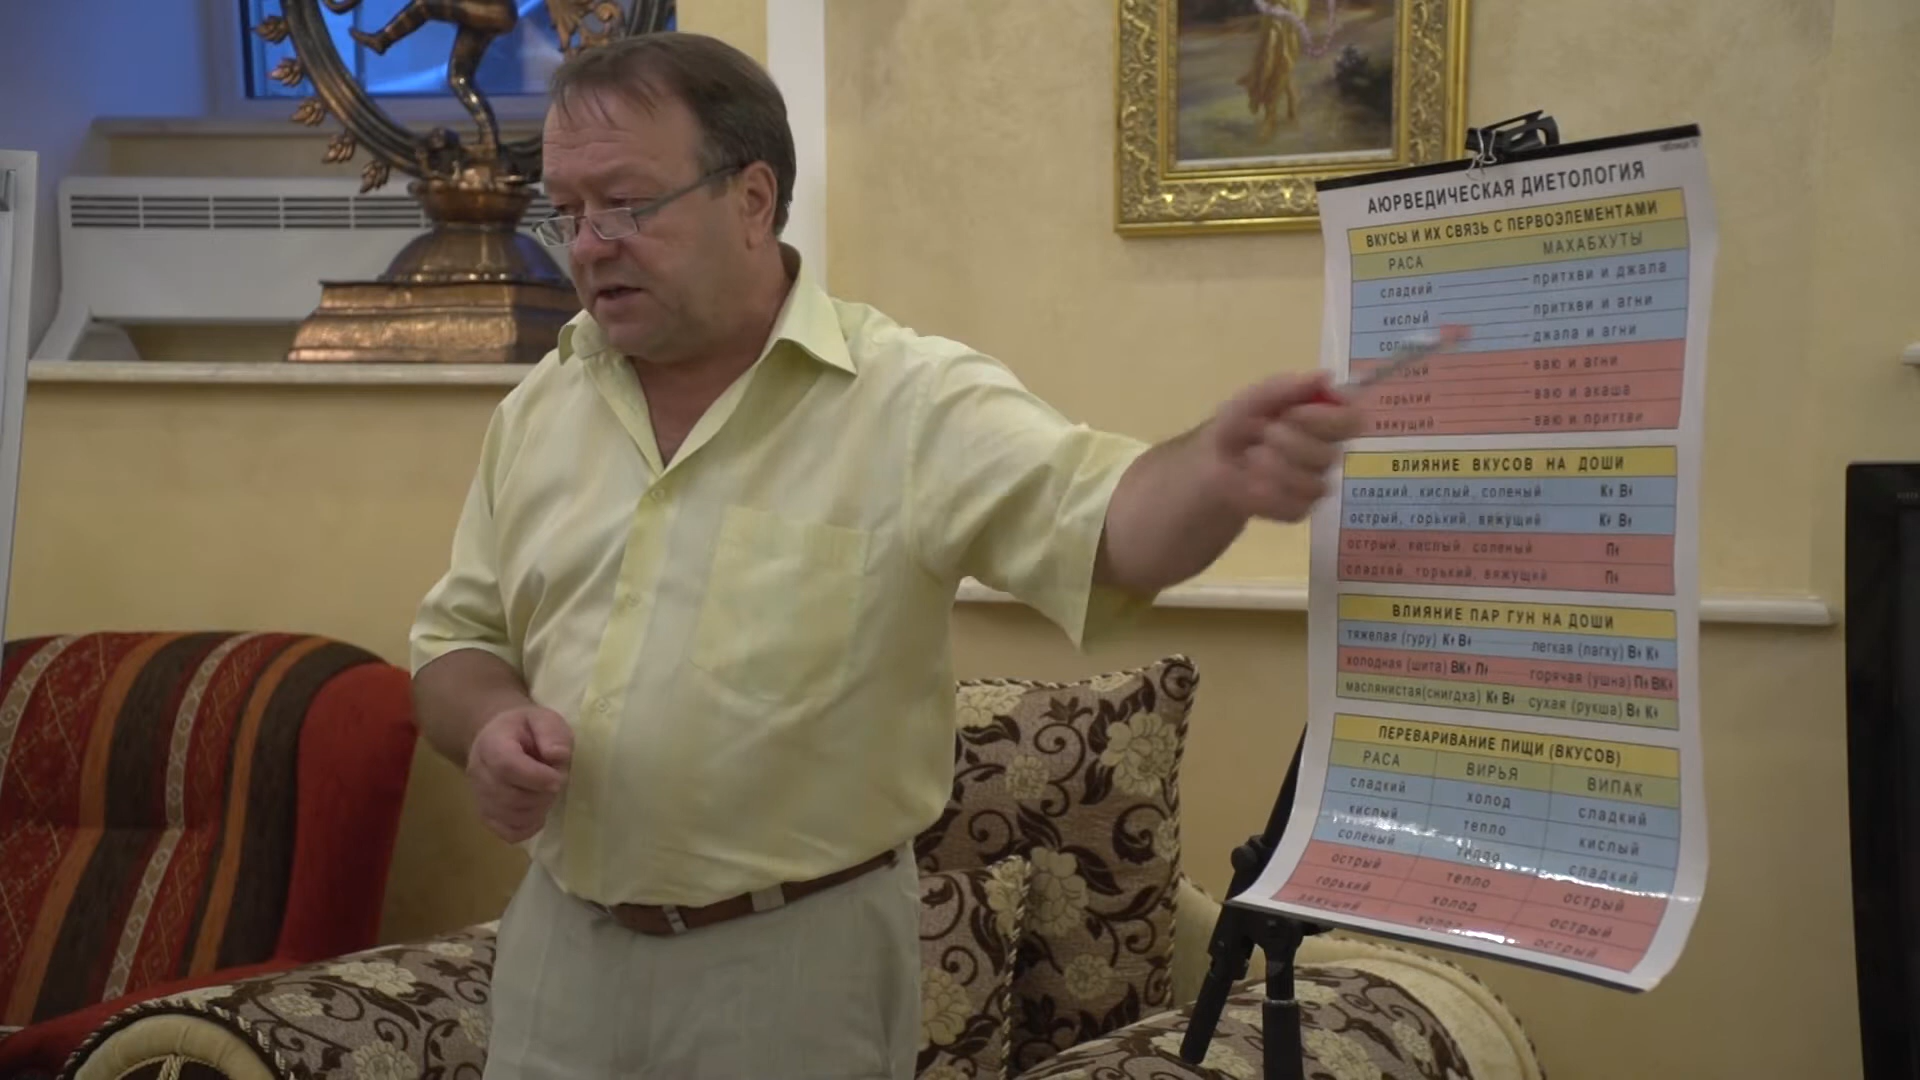 таблица
АЮРВЕДИЧЕСКАЯ ДИЕТОЛОГИЯ
ВКУСЫ И ИХ СВЯЗЬ С ПЕРВОЭЛЕМЕНТАМИ
РАСА МАХАБХУТЫ
сладкий притхви и джала
кислый притхви и агни
джала и агни
ваю и агни
горький ваю и акаша
вяжущий ваю и притхви
ВЛИЯНИЕ ВКУСОВ НА ДОШИ
сладкий, кислый, соленый К В
острый, горький, вяжущий К В
острый, кислый, соленый П
сладкий, горький, вяжущий П
ВЛИЯНИЕ ПАР ГУН НА ДОШИ
тяжелая (гуру) К В легкая (лагху) В К
холодная (шита) ВК П горячая (ушна) П ВК
маслянистая(снигдха) К В сухая (рукша) В К
ПЕРЕВАРИВАНИЕ ПИЩИ (ВКУСОВ)
РАСА ВИРЬЯ ВИПАК
сладкий холод сладкий
кислый тепло кислый
соленый тепло сладкий
острый тепло острый
горький холод острый
вяжущий холод острый